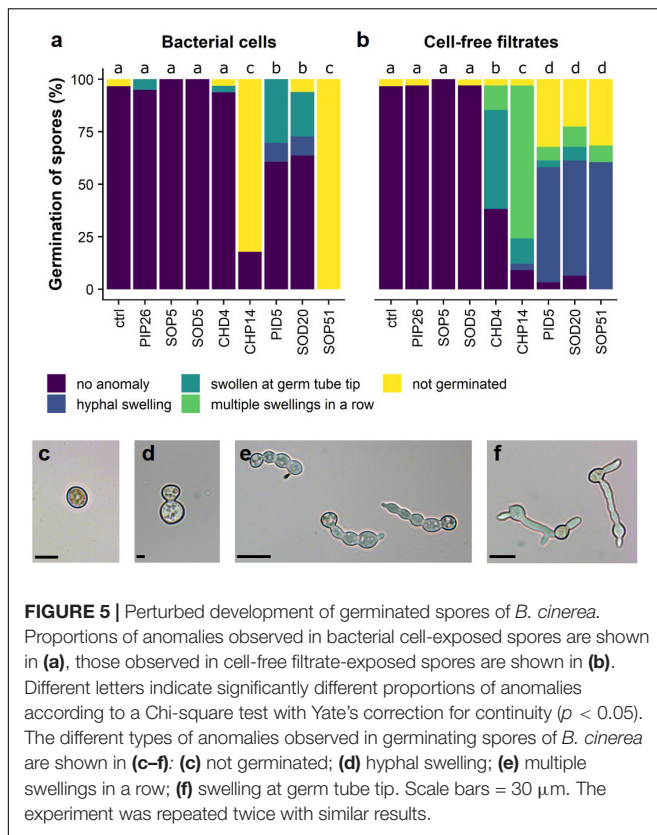 a Bacterial cells
b Cell-free filtrates
a a a a a c b b c
a a a a b c d d d
Germination of spores (%)
100
75
50
25
0
ctrl PIP26 SOP5 SOD5 CHD4 CHP14 PID5 SOD20 SOP51
ctrl PIP26 SOP5 SOD5 CHD4 CHP14 PID5 SOD20 SOP51
no anomaly swollen at germ tube tip not germinated
hyphal swelling multiple swellings in a row
c d e f
FIGURE 5 | Perturbed development of germinated spores of B. cinerea.
Proportions of anomalies observed in bacterial cell-exposed spores are shown
in (a), those observed in cell-free filtrate-exposed spores are shown in (b).
Different letters indicate significantly different proportions of anomalies
according to a Chi-square test with Yate's correction for continuity (p < 0.05).
The different types of anomalies observed in germinating spores of B. cinerea
are shown in (c–f): (c) not germinated; (d) hyphal swelling; (e) multiple
swellings in a row; (f) swelling at germ tube tip. Scale bars = 30 μm. The
experiment was repeated twice with similar results.